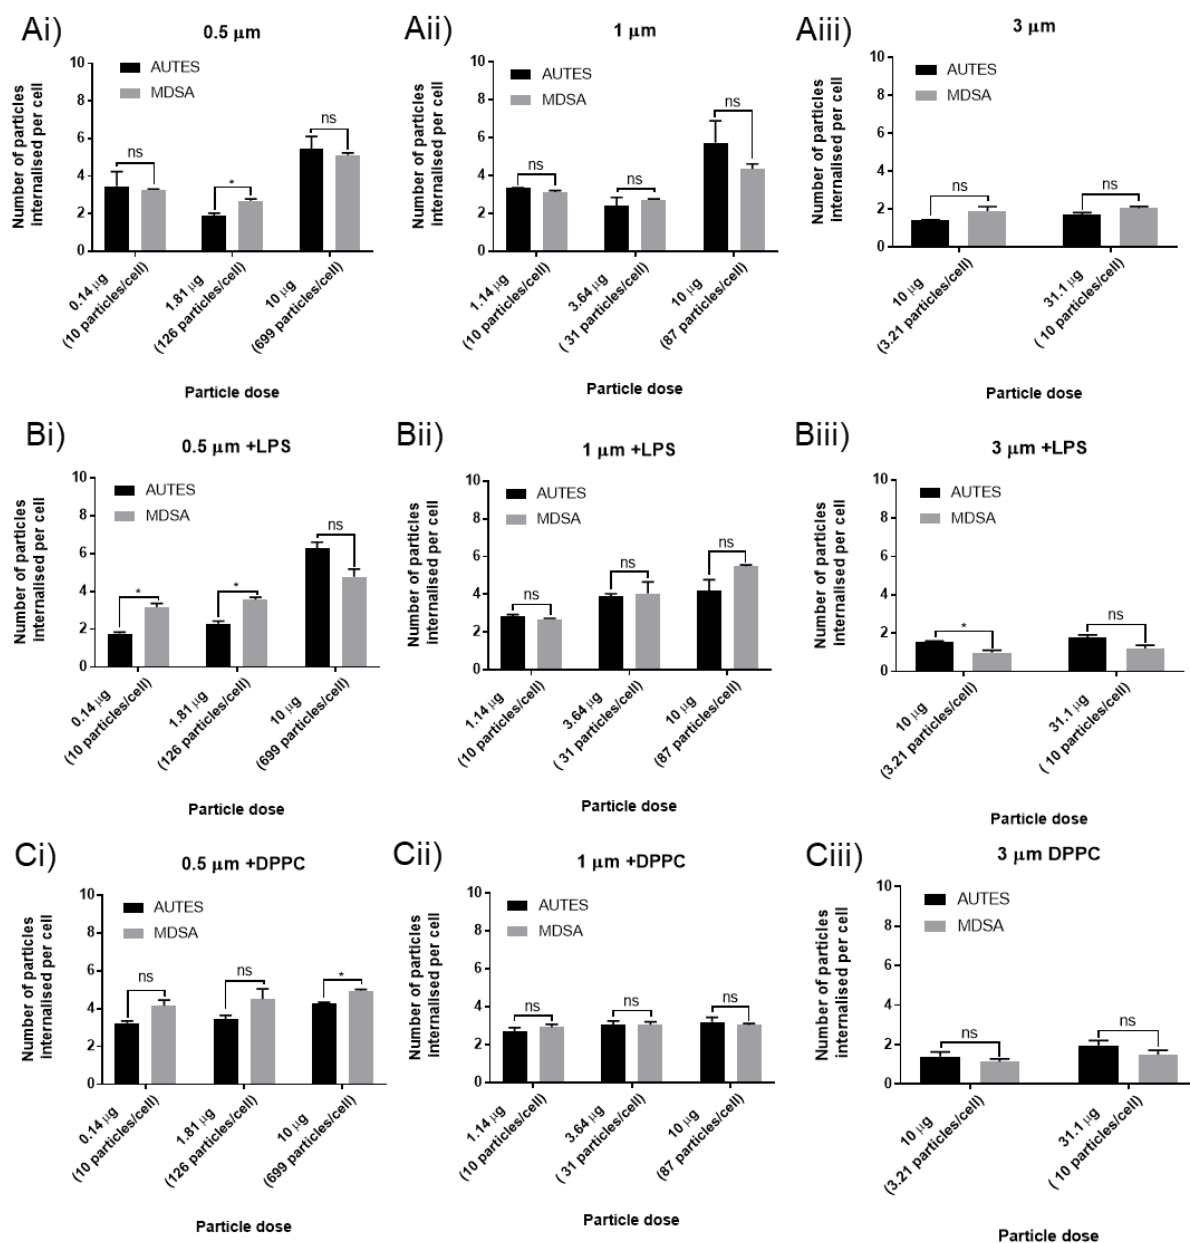 Ai)
0.5 μm
Number of particles
internalised per cell
10
8
6
4
2
0
AUTES
MDSA
ns
*
ns
0.14 μg
(10 particles/cell)
1.81 μg
(126 particles/cell)
10 μg
(699 particles/cell)
Particle dose
Aii)
1 μm
Number of particles
internalised per cell
10
8
6
4
2
0
AUTES
MDSA
ns
ns
ns
1.14 μg
(10 particles/cell)
3.64 μg
( 31 particles/cell)
10 μg
(87 particles/cell)
Particle dose
Aiii)
3 μm
Number of particles
internalised per cell
10
8
6
4
2
0
AUTES
MDSA
ns
ns
10 μg
(3.21 particles/cell)
31.1 μg
( 10 particles/cell)
Particle dose
Bi)
0.5 μm +LPS
Number of particles
internalised per cell
10
8
6
4
2
0
AUTES
MDSA
*
*
ns
0.14 μg
(10 particles/cell)
1.81 μg
(126 particles/cell)
10 μg
(699 particles/cell)
Particle dose
Bii)
1 μm +LPS
Number of particles
internalised per cell
10
8
6
4
2
0
AUTES
MDSA
ns
ns
ns
1.14 μg
(10 particles/cell)
3.64 μg
( 31 particles/cell)
10 μg
(87 particles/cell)
Particle dose
Biii)
3 μm +LPS
Number of particles
internalised per cell
10
8
6
4
2
0
AUTES
MDSA
*
ns
10 μg
(3.21 particles/cell)
31.1 μg
( 10 particles/cell)
Particle dose
Ci)
0.5 μm +DPPC
Number of particles
internalised per cell
10
8
6
4
2
0
AUTES
MDSA
ns
ns
*
0.14 μg
(10 particles/cell)
1.81 μg
(126 particles/cell)
10 μg
(699 particles/cell)
Particle dose
Cii)
1 μm +DPPC
Number of particles
internalised per cell
10
8
6
4
2
0
AUTES
MDSA
ns
ns
ns
1.14 μg
(10 particles/cell)
3.64 μg
( 31 particles/cell)
10 μg
(87 particles/cell)
Particle dose
Ciii)
3 μm DPPC
Number of particles
internalised per cell
10
8
6
4
2
0
AUTES
MDSA
ns
ns
10 μg
(3.21 particles/cell)
31.1 μg
( 10 particles/cell)
Particle dose